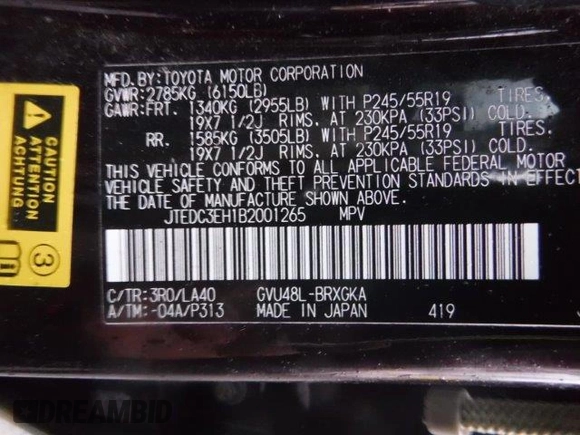 MFD. BY: TOYOTA MOTOR CORPORATION
GVWR: 2785KG (6150LB)
GAWR: FRT. 1340KG (2955LB) WITH P245/55R19 TIRES,
19X7 1/2J RIMS, AT 230KPA (33PSI) COLD.
RR. 1585KG (3505LB) WITH P245/55R19 TIRES,
19X7 1/2J RIMS, AT 230KPA (33PSI) COLD.
THIS VEHICLE CONFORMS TO ALL APPLICABLE FEDERAL MOTOR
VEHICLE SAFETY AND THEFT PREVENTION STANDARDS IN EFFECT
THE DATE OF MANUFACTURE SHOWN ABOVE.
JTEDC3EH1B2001265 MPV
C/TR: 3R0/LA40 GVU48L-BRXGKA
A/TM: -04A/P313 MADE IN JAPAN 419
CAUTION
ATTENTION
3
DREAMBID